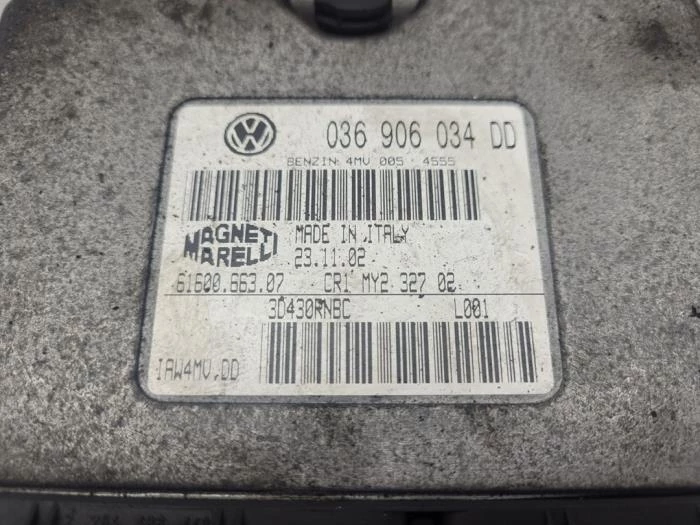 036 906 034 DD
BENZIN 4MV 005 4555
MAGNETI MARELLI
MADE IN ITALY
23.11.02
61600.663.07 CR1 MY2 327 02
3D430RNBC L001
IAW4MV.DD